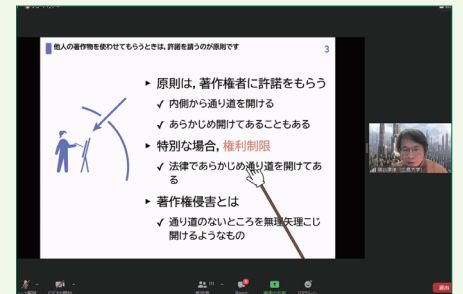 他人の著作物を使わせてもらうときは、許諾を請うのが原則です
3
▸ 原則は，著作権者に許諾をもらう
✓ 内側から通り道を開ける
✓ あらかじめ開けてあることもある
▸ 特別な場合，権利制限
✓ 法律であらかじめ通り道を開けてあ
る
▸ 著作権侵害とは
✓ 通り道のないところを無理矢理こじ
開けるようなもの